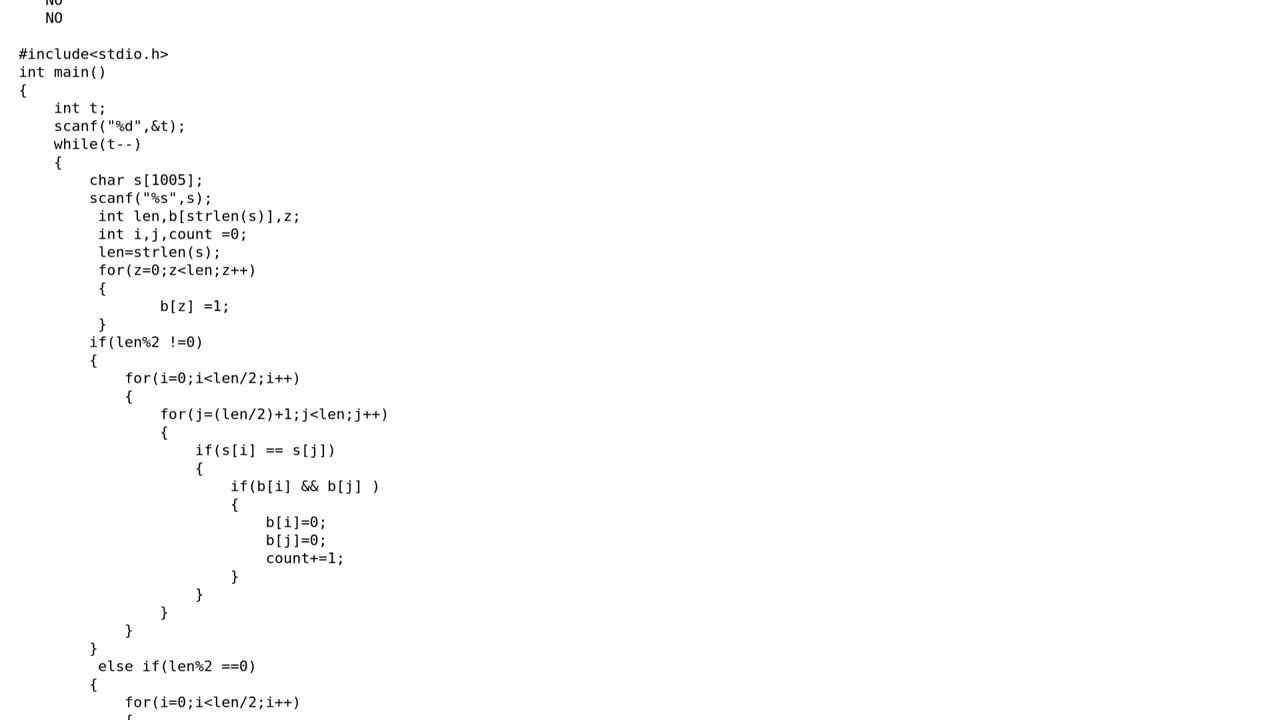 NO
NO
#include<stdio.h>
int main()
{
int t;
scanf("%d",&t);
while(t--)
{
char s[1005];
scanf("%s",s);
int len,b[strlen(s)],z;
int i,j,count =0;
len=strlen(s);
for(z=0;z<len;z++)
{
b[z] =1;
}
if(len%2 !=0)
{
for(i=0;i<len/2;i++)
{
for(j=(len/2)+1;j<len;j++)
{
if(s[i] == s[j])
{
if(b[i] && b[j] )
{
b[i]=0;
b[j]=0;
count+=1;
}
}
}
}
}
else if(len%2 ==0)
{
for(i=0;i<len/2;i++)
{